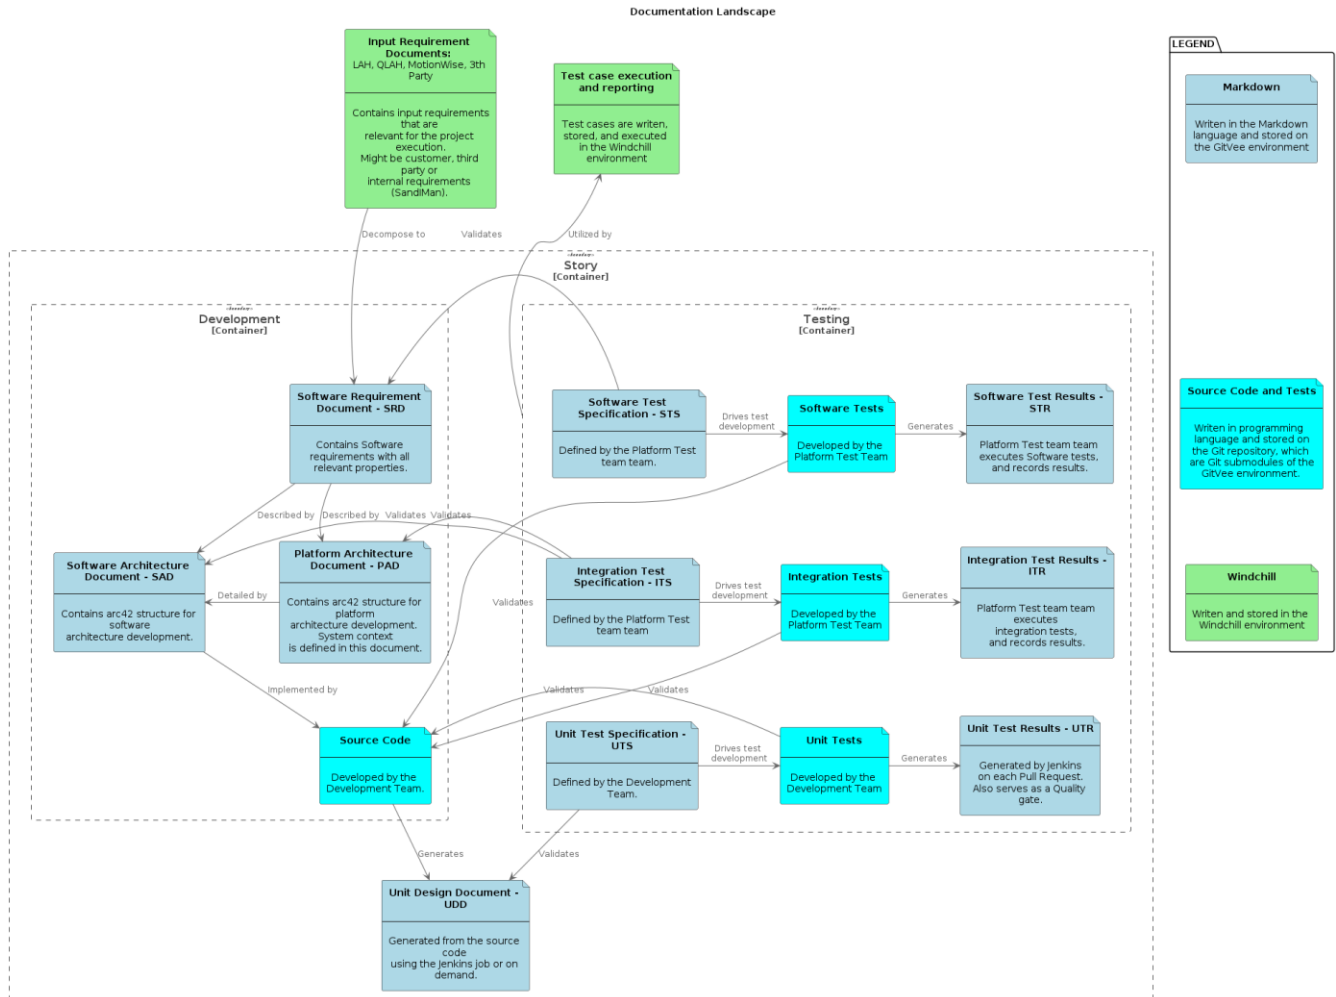 Documentation Landscape
Input Requirement
Documents:
LAH, QLAH, MotionWise, 3th
Party
Contains input requirements
that are
relevant for the project
execution.
Might be customer, third
party or
internal requirements
(SandiMan).
Test case execution
and reporting
Test cases are writen,
stored, and executed
in the Windchill
environment
LEGEND
Markdown
Writen in the Markdown
language and stored on
the GitVee environment
Source Code and Tests
Writen in programming
language and stored on
the Git repository, which
are Git submodules of the
GitVee environment.
Windchill
Writen and stored in the
Windchill environment
Decompose to
Validates
Utilized by
Story
[Container]
Development
[Container]
Testing
[Container]
Software Requirement
Document - SRD
Contains Software
requirements with all
relevant properties.
Software Test
Specification - STS
Defined by the Platform Test
team team.
Drives test
development
Software Tests
Developed by the
Platform Test Team
Generates
Software Test Results -
STR
Platform Test team team
executes Software tests,
and records results.
Described by
Described by
Validates
Validates
Software Architecture
Document - SAD
Contains arc42 structure for
software
architecture development.
Detailed by
Platform Architecture
Document - PAD
Contains arc42 structure for
platform
architecture development.
System context
is defined in this document.
Validates
Integration Test
Specification - ITS
Defined by the Platform Test
team team
Drives test
development
Integration Tests
Developed by the
Platform Test Team
Generates
Integration Test Results -
ITR
Platform Test team team
executes
integration tests,
and records results.
Implemented by
Validates
Validates
Source Code
Developed by the
Development Team.
Unit Test Specification -
UTS
Defined by the Development
Team.
Drives test
development
Unit Tests
Developed by the
Development Team
Generates
Unit Test Results - UTR
Generated by Jenkins
on each Pull Request.
Also serves as a Quality
gate.
Generates
Validates
Unit Design Document -
UDD
Generated from the source
code
using the Jenkins job or on
demand.